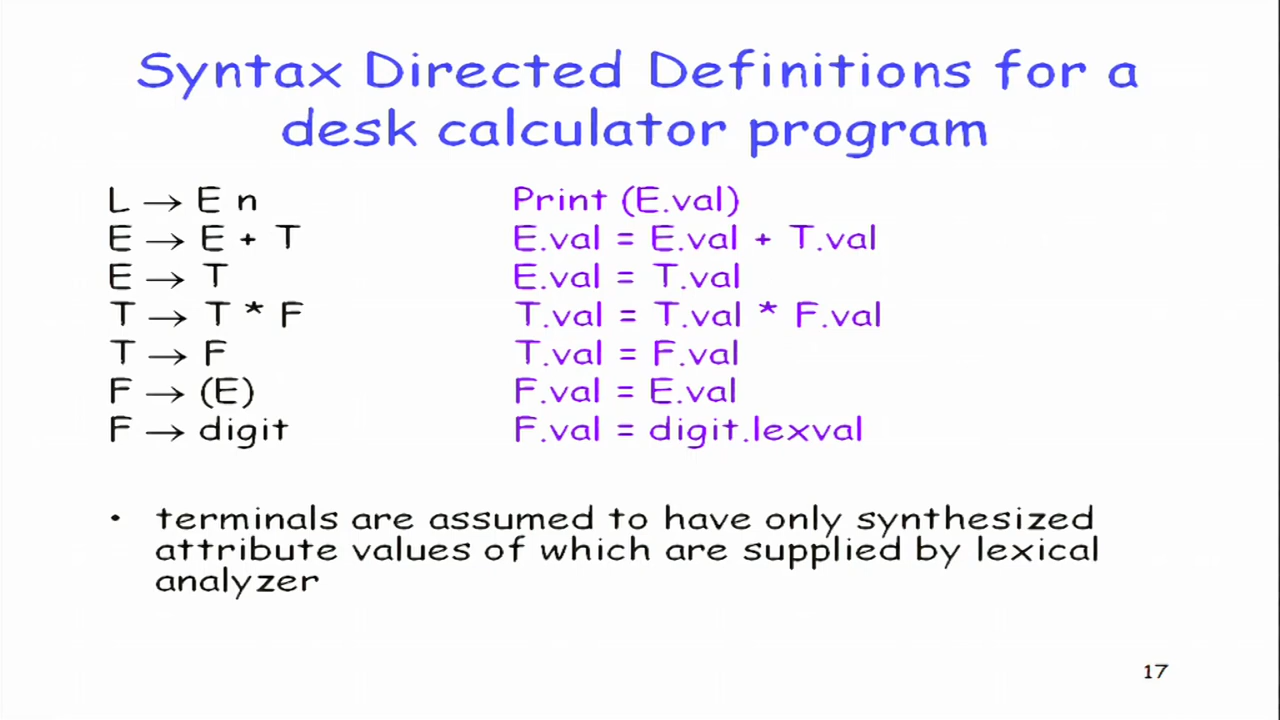 Syntax Directed Definitions for a
desk calculator program
L → E n Print (E.val)
E → E + T E.val = E.val + T.val
E → T E.val = T.val
T → T * F T.val = T.val * F.val
T → F T.val = F.val
F → (E) F.val = E.val
F → digit F.val = digit.lexval
• terminals are assumed to have only synthesized
attribute values of which are supplied by lexical
analyzer
17